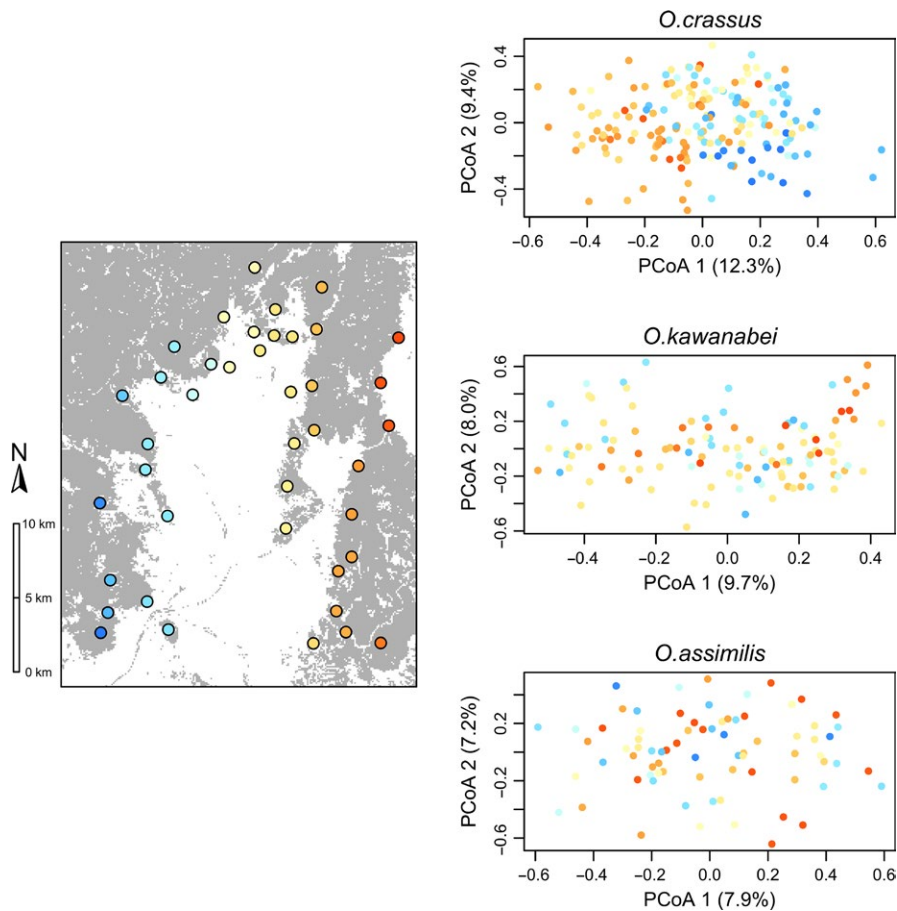 N
10 km
5 km
0 km
O.crassus
PCoA 2 (9.4%)
0.4
0.0
−0.4
−0.6 −0.4 −0.2 0.0 0.2 0.4 0.6
PCoA 1 (12.3%)
O.kawanabei
PCoA 2 (8.0%)
0.6
0.2
−0.2
−0.6
−0.4 −0.2 0.0 0.2 0.4
PCoA 1 (9.7%)
O.assimilis
PCoA 2 (7.2%)
0.2
−0.2
−0.6
−0.6 −0.4 −0.2 0.0 0.2 0.4 0.6
PCoA 1 (7.9%)